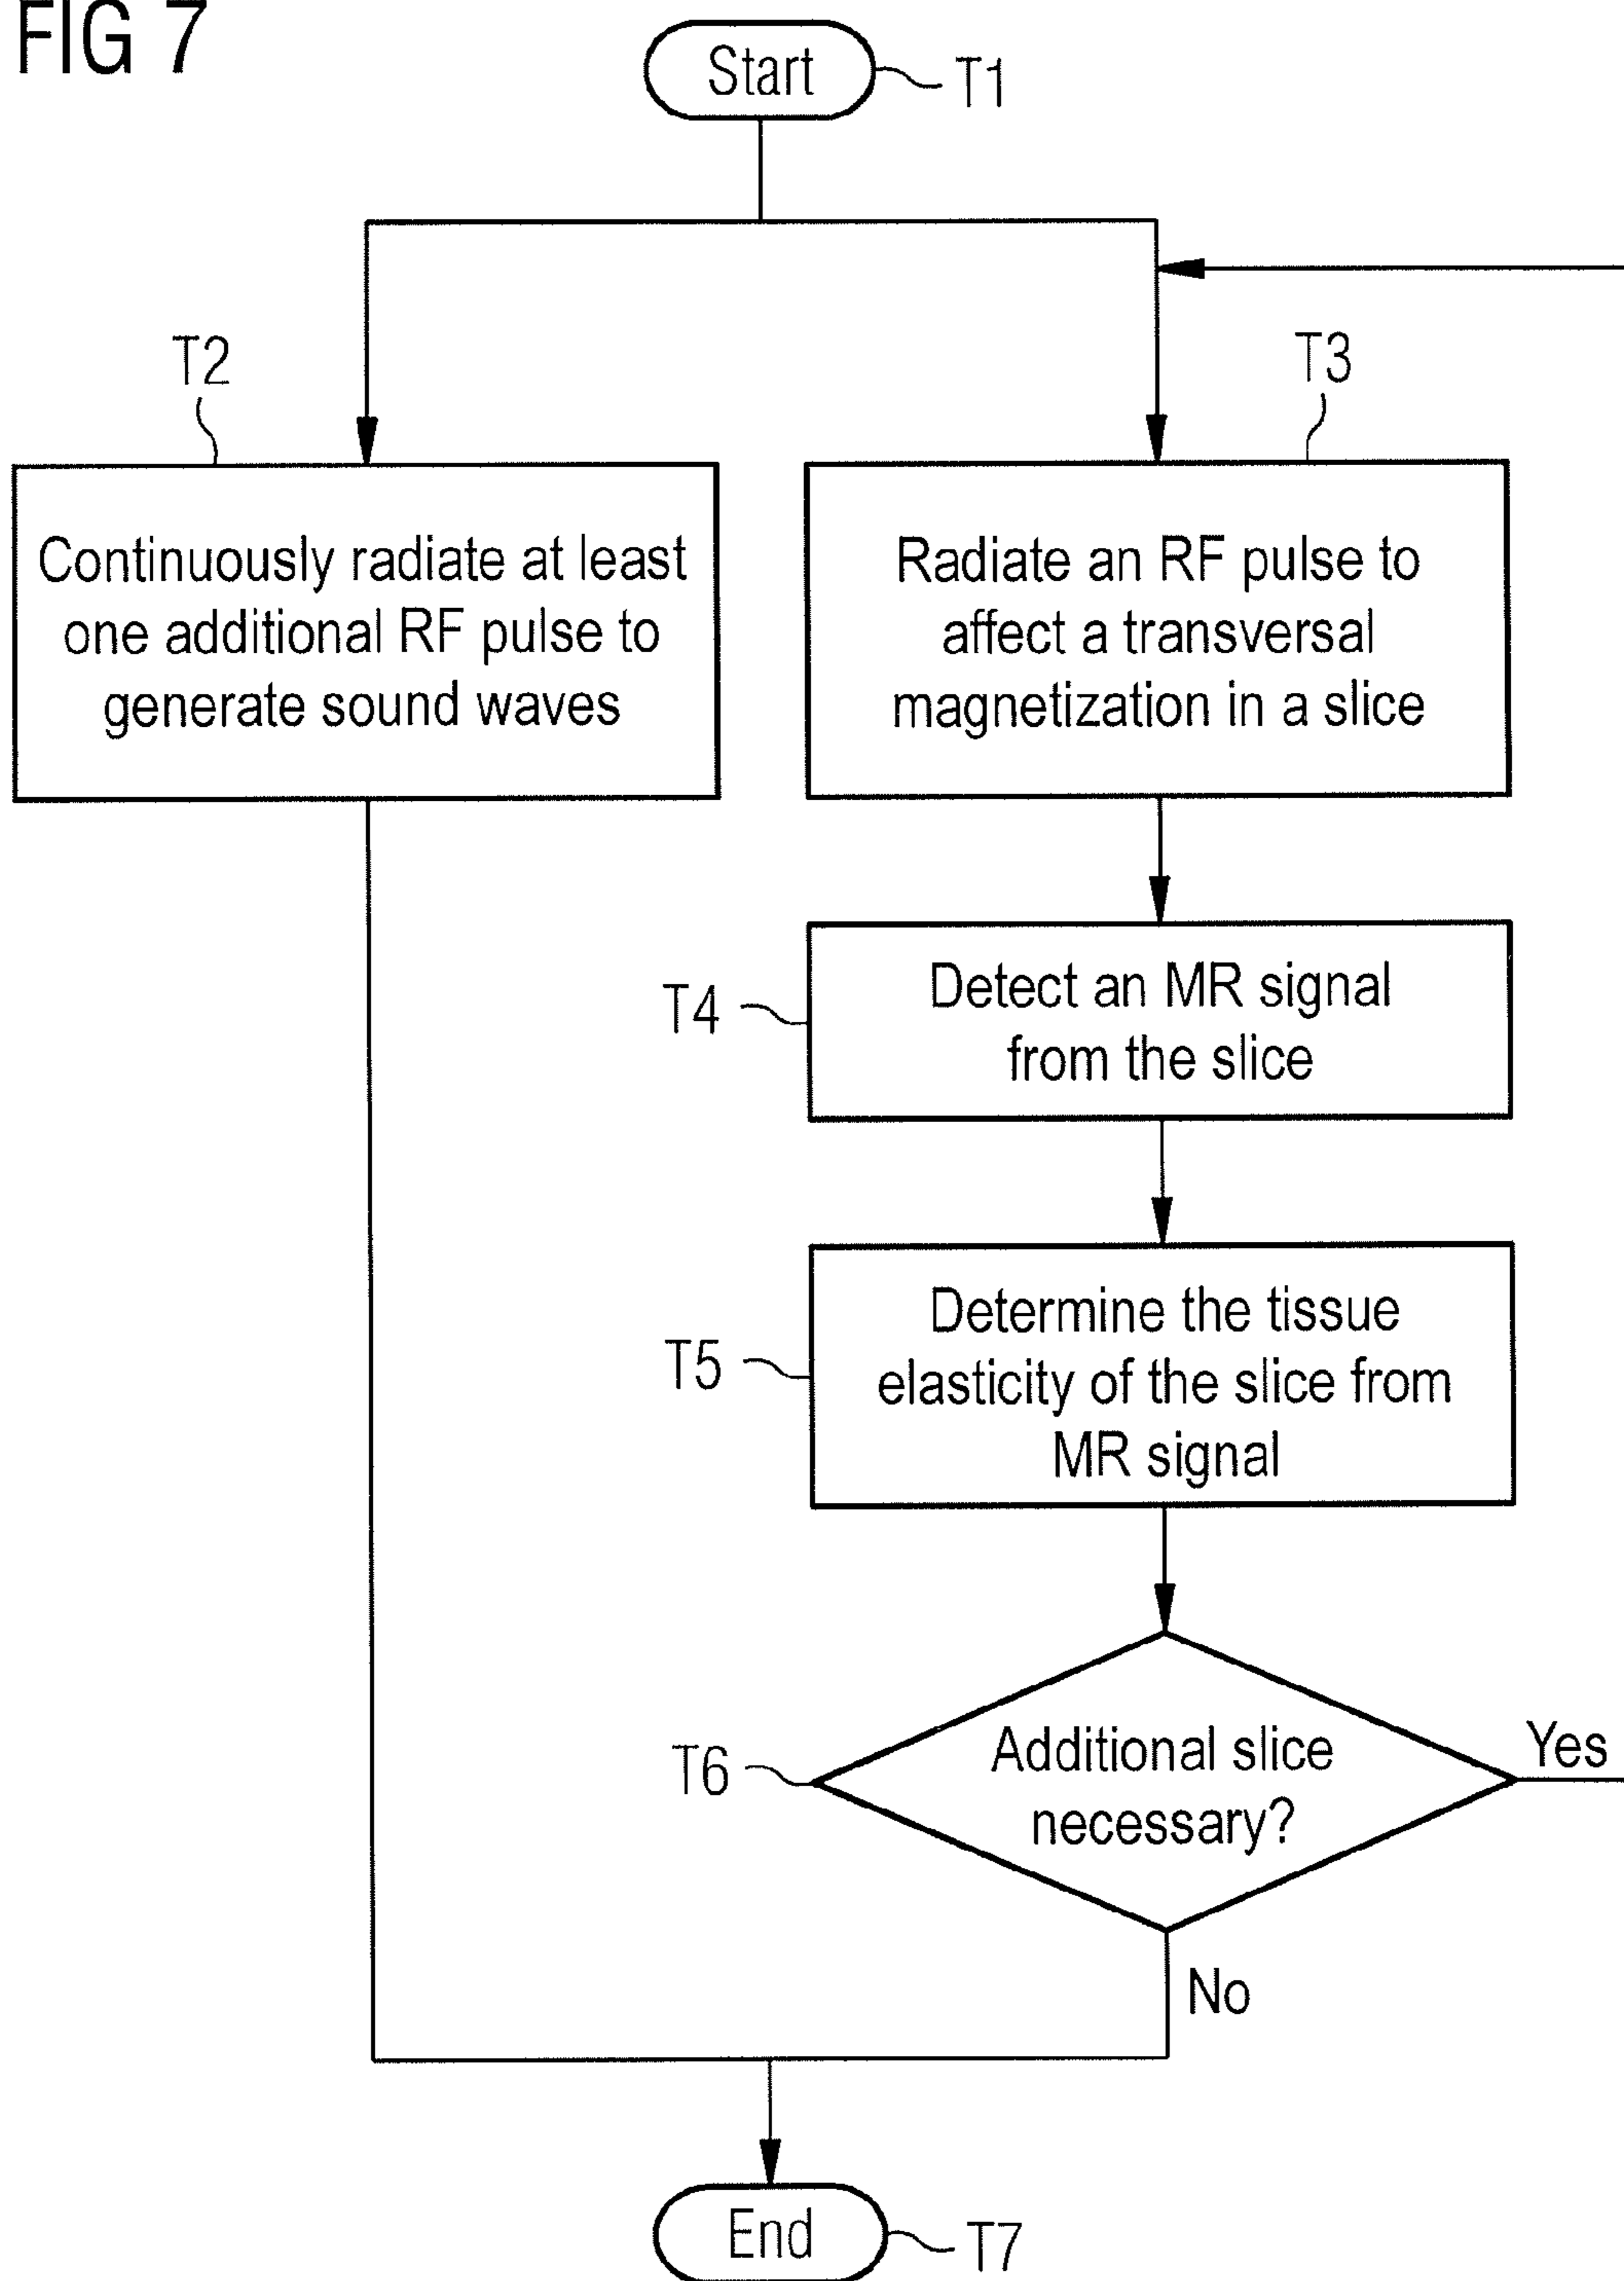 FIG 7
Start
T1
T2
T3
Continuously radiate at least
one additional RF pulse to
generate sound waves
Radiate an RF pulse to
affect a transversal
magnetization in a slice
T4
Detect an MR signal
from the slice
T5
Determine the tissue
elasticity of the slice from
MR signal
T6
Additional slice
necessary?
Yes
No
End
T7